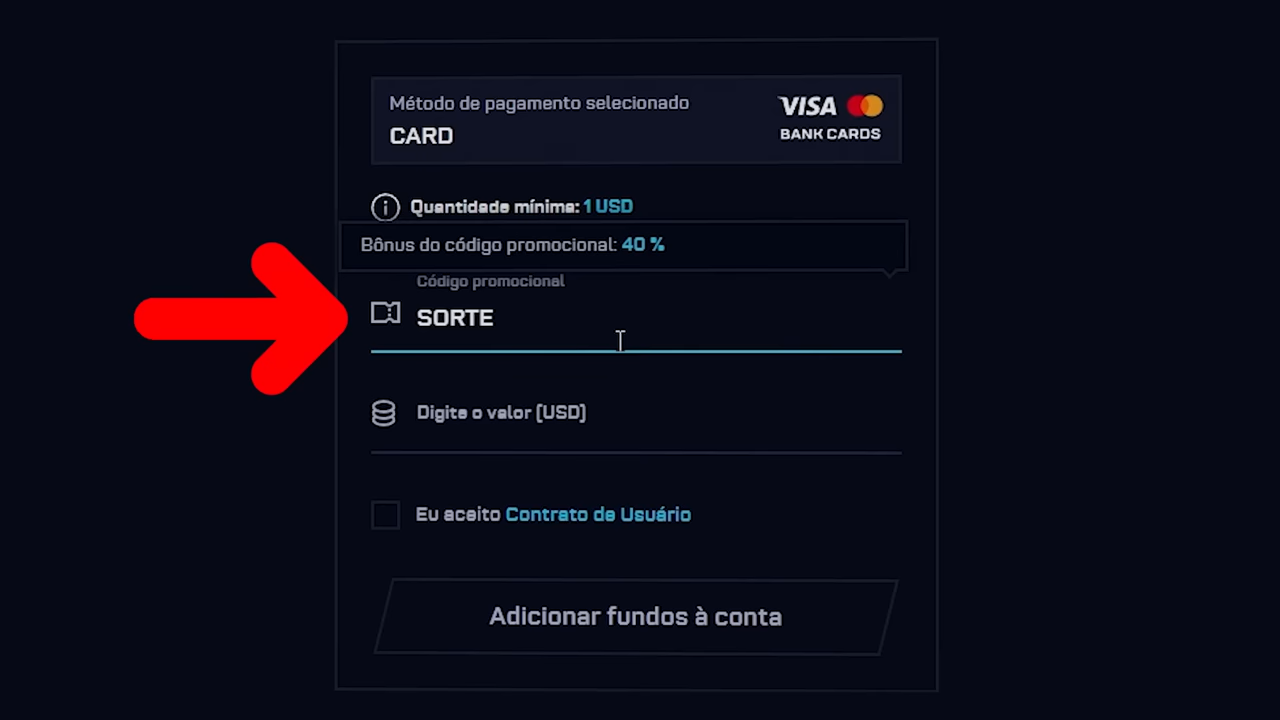 Método de pagamento selecionado
CARD
VISA
BANK CARDS
Quantidade mínima: 1 USD
Bônus do código promocional: 40 %
Código promocional
SORTE
Digite o valor (USD)
Eu aceito Contrato de Usuário
Adicionar fundos à conta